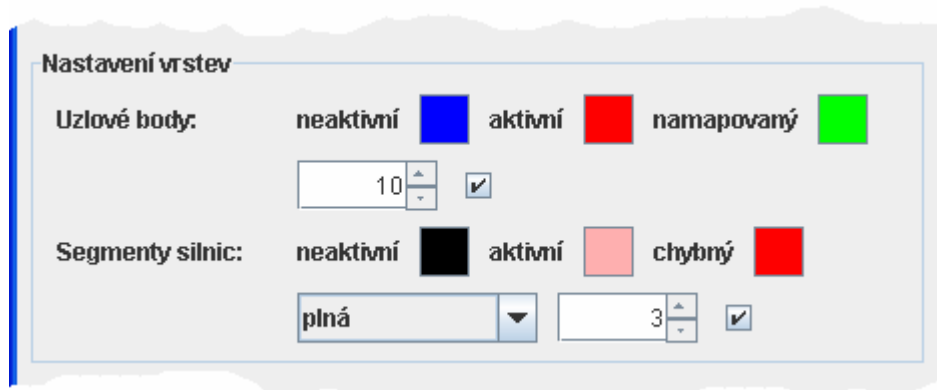 Nastavení vrstev
Uzlové body: neaktivní aktivní namapovaný
10
Segmenty silnic: neaktivní aktivní chybný
plná 3